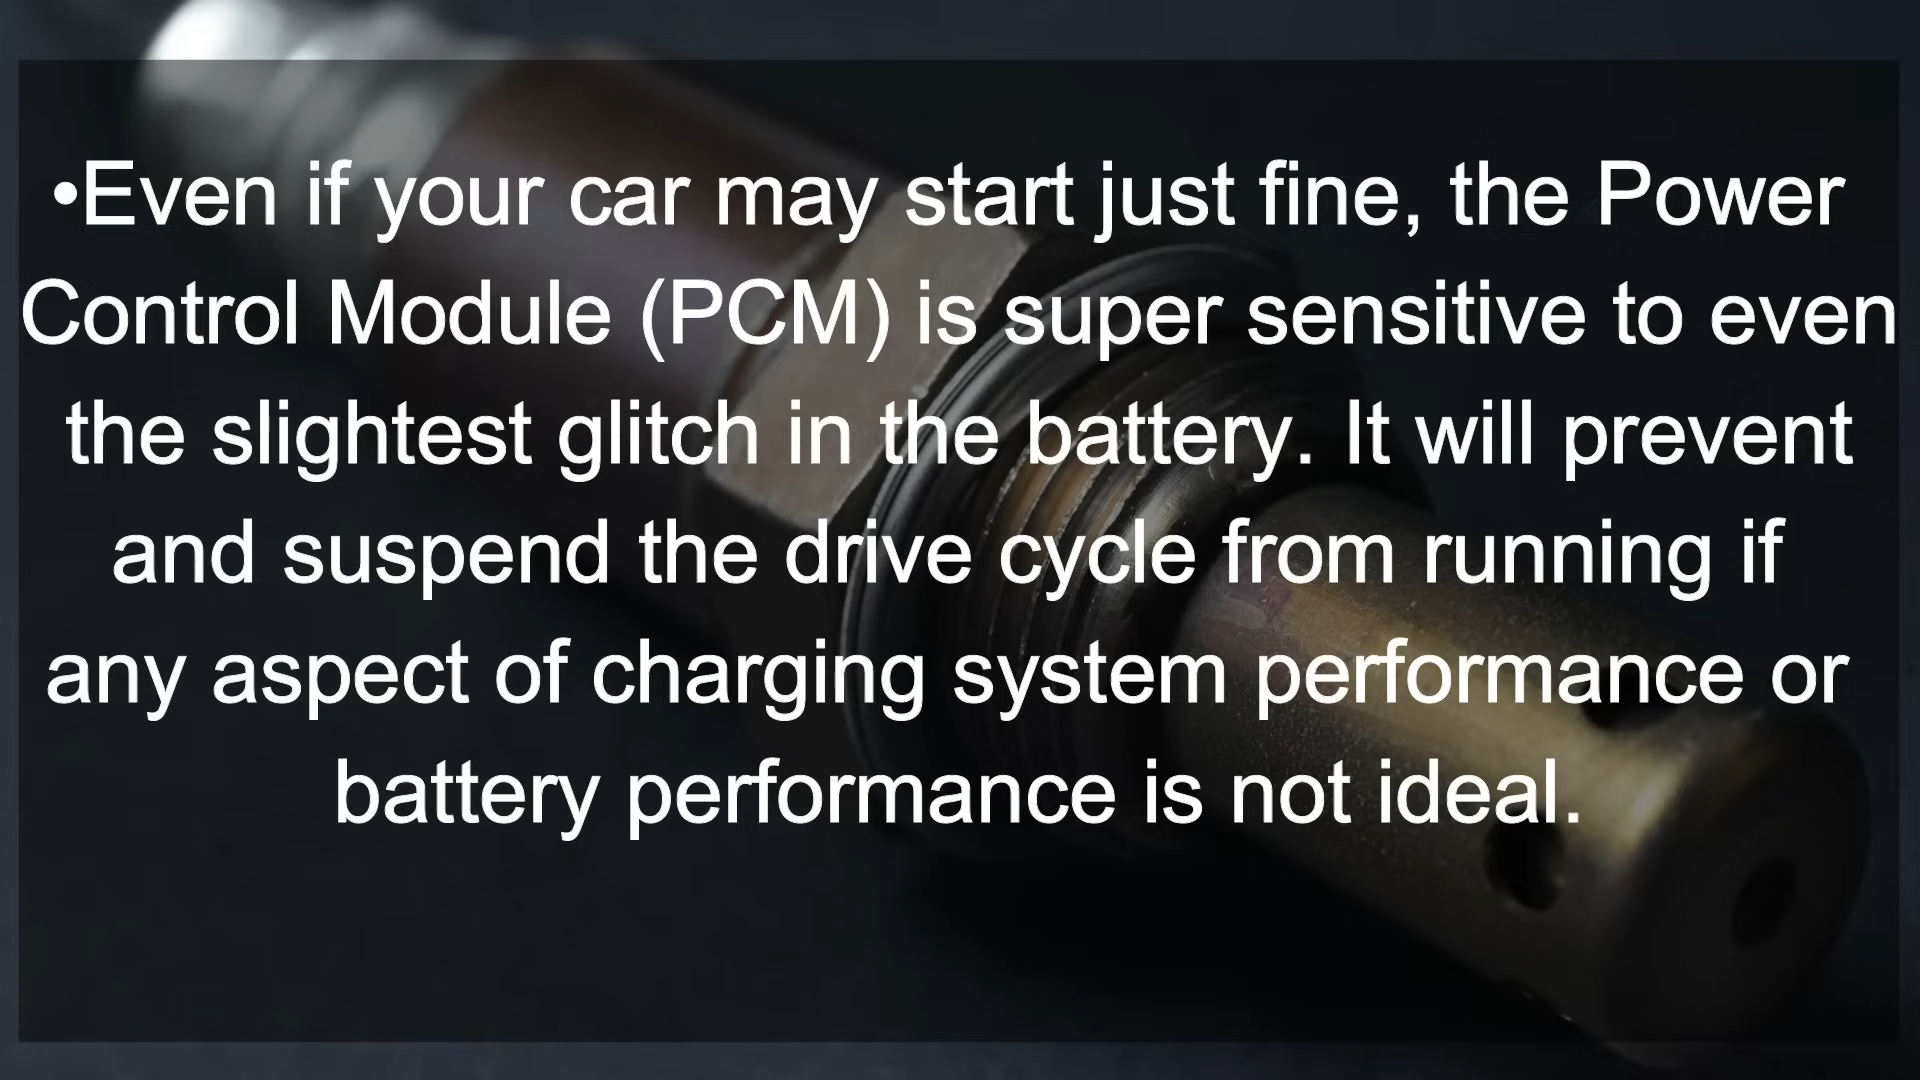 •Even if your car may start just fine, the Power
Control Module (PCM) is super sensitive to even
the slightest glitch in the battery. It will prevent
and suspend the drive cycle from running if
any aspect of charging system performance or
battery performance is not ideal.